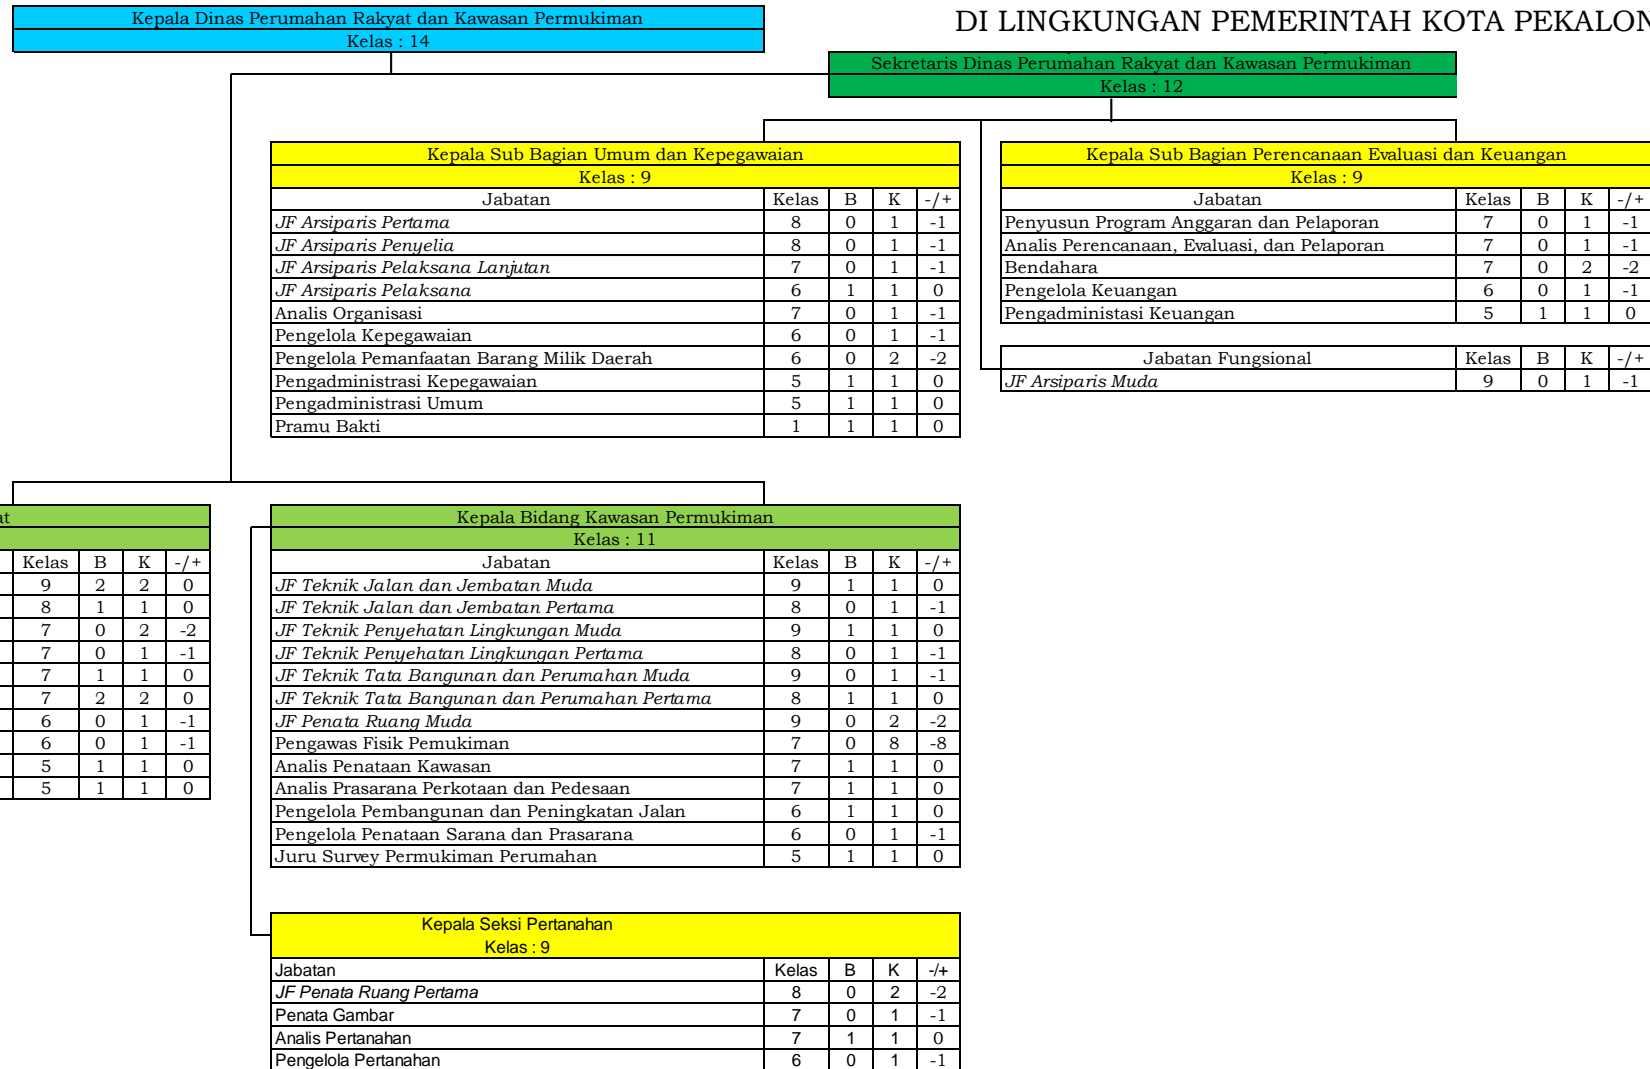 Kepala Dinas Perumahan Rakyat dan Kawasan Permukiman
Kelas : 14
DI LINGKUNGAN PEMERINTAH KOTA PEKALON
Sekretaris Dinas Perumahan Rakyat dan Kawasan Permukiman
Kelas : 12
Kepala Sub Bagian Umum dan Kepegawaian
Kelas : 9
Jabatan Kelas B K -/+
JF Arsiparis Pertama 8 0 1 -1
JF Arsiparis Penyelia 8 0 1 -1
JF Arsiparis Pelaksana Lanjutan 7 0 1 -1
JF Arsiparis Pelaksana 6 1 1 0
Analis Organisasi 7 0 1 -1
Pengelola Kepegawaian 6 0 1 -1
Pengelola Pemanfaatan Barang Milik Daerah 6 0 2 -2
Pengadministrasi Kepegawaian 5 1 1 0
Pengadministrasi Umum 5 1 1 0
Pramu Bakti 1 1 1 0
Kepala Sub Bagian Perencanaan Evaluasi dan Keuangan
Kelas : 9
Jabatan Kelas B K -/+
Penyusun Program Anggaran dan Pelaporan 7 0 1 -1
Analis Perencanaan, Evaluasi, dan Pelaporan 7 0 1 -1
Bendahara 7 0 2 -2
Pengelola Keuangan 6 0 1 -1
Pengadministasi Keuangan 5 1 1 0
Jabatan Fungsional Kelas B K -/+
JF Arsiparis Muda 9 0 1 -1
at
Kelas B K -/+
9 2 2 0
8 1 1 0
7 0 2 -2
7 0 1 -1
7 1 1 0
7 2 2 0
6 0 1 -1
6 0 1 -1
5 1 1 0
5 1 1 0
Kepala Bidang Kawasan Permukiman
Kelas : 11
Jabatan Kelas B K -/+
JF Teknik Jalan dan Jembatan Muda 9 1 1 0
JF Teknik Jalan dan Jembatan Pertama 8 0 1 -1
JF Teknik Penyehatan Lingkungan Muda 9 1 1 0
JF Teknik Penyehatan Lingkungan Pertama 8 0 1 -1
JF Teknik Tata Bangunan dan Perumahan Muda 9 0 1 -1
JF Teknik Tata Bangunan dan Perumahan Pertama 8 1 1 0
JF Penata Ruang Muda 9 0 2 -2
Pengawas Fisik Pemukiman 7 0 8 -8
Analis Penataan Kawasan 7 1 1 0
Analis Prasarana Perkotaan dan Pedesaan 7 1 1 0
Pengelola Pembangunan dan Peningkatan Jalan 6 1 1 0
Pengelola Penataan Sarana dan Prasarana 6 0 1 -1
Juru Survey Permukiman Perumahan 5 1 1 0
Kepala Seksi Pertanahan
Kelas : 9
Jabatan Kelas B K -/+
JF Penata Ruang Pertama 8 0 2 -2
Penata Gambar 7 0 1 -1
Analis Pertanahan 7 1 1 0
Pengelola Pertanahan 6 0 1 -1